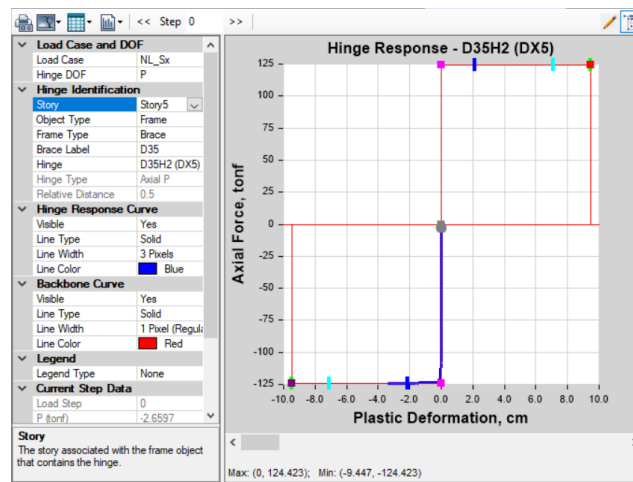 << Step 0 >>
Load Case and DOF
Load Case NL_Sx
Hinge DOF P
Hinge Identification
Story Story5
Object Type Frame
Frame Type Brace
Brace Label D35
Hinge D35H2 (DX5)
Hinge Type Axial P
Relative Distance 0.5
Hinge Response Curve
Visible Yes
Line Type Solid
Line Width 3 Pixels
Line Color Blue
Backbone Curve
Visible Yes
Line Type Solid
Line Width 1 Pixel (Regula
Line Color Red
Legend
Legend Type None
Current Step Data
Load Step 0
P (tonf) -2.6597
Story
The story associated with the frame object
that contains the hinge.
Hinge Response - D35H2 (DX5)
Axial Force, tonf
125
100
75
50
25
0
-25
-50
-75
-100
-125
-10.0 -8.0 -6.0 -4.0 -2.0 0.0 2.0 4.0 6.0 8.0 10.0
Plastic Deformation, cm
Max: (0, 124.423); Min: (-9.447, -124.423)